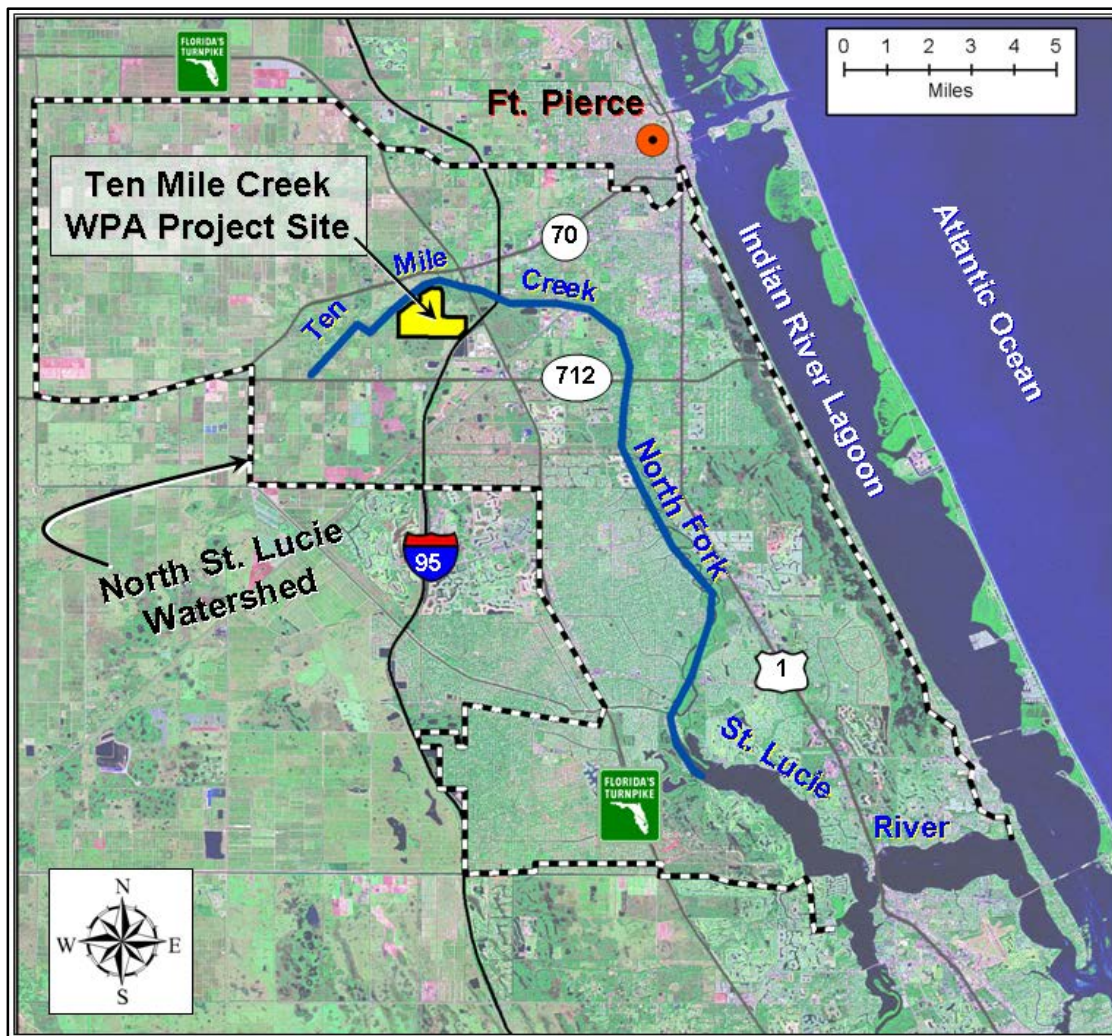 FLORIDA'S
TURNPIKE
0 1 2 3 4 5
Miles
Ft. Pierce
Ten Mile Creek
WPA Project Site
70
Ten Mile Creek
712
Indian River Lagoon
Atlantic Ocean
North Fork
95
North St. Lucie
Watershed
1
St. Lucie
River
FLORIDA'S
TURNPIKE
N
W E
S